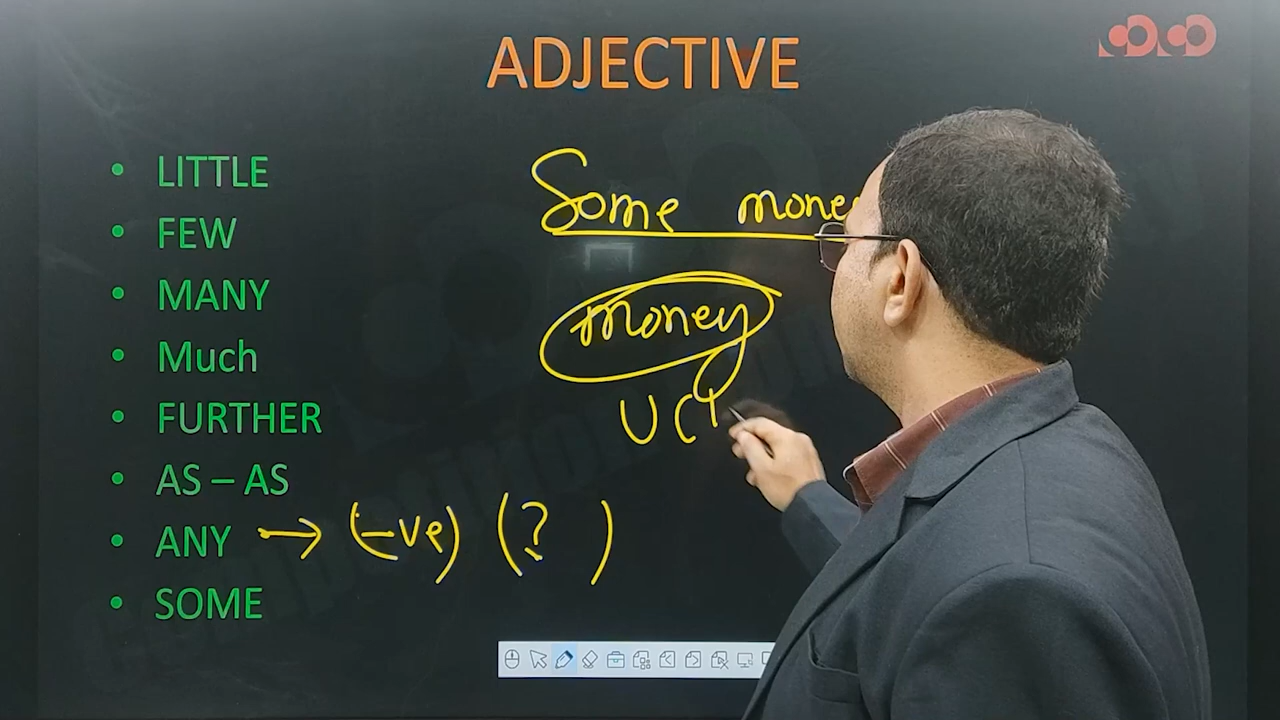 ADJECTIVE
• LITTLE
• FEW
• MANY
• Much
• FURTHER
• AS – AS
• ANY → (-ve) (? )
• SOME
Some money
money
UC